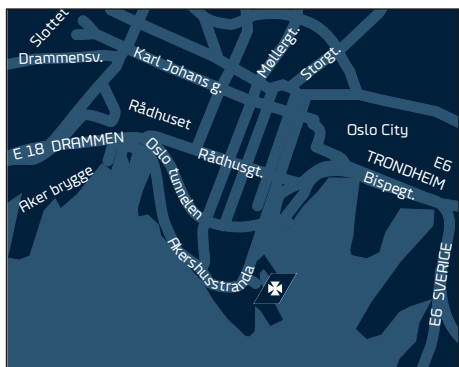 Slottet
Drammensv.
Karl Johans g.
Møllergt.
Storgt.
Rådhuset
Oslo City
E 18 DRAMMEN
Oslo tunnelen
Rådhusgt.
E6
TRONDHEIM
Bispegt.
Aker brygge
Akershusstranda
E6 SVERIGE